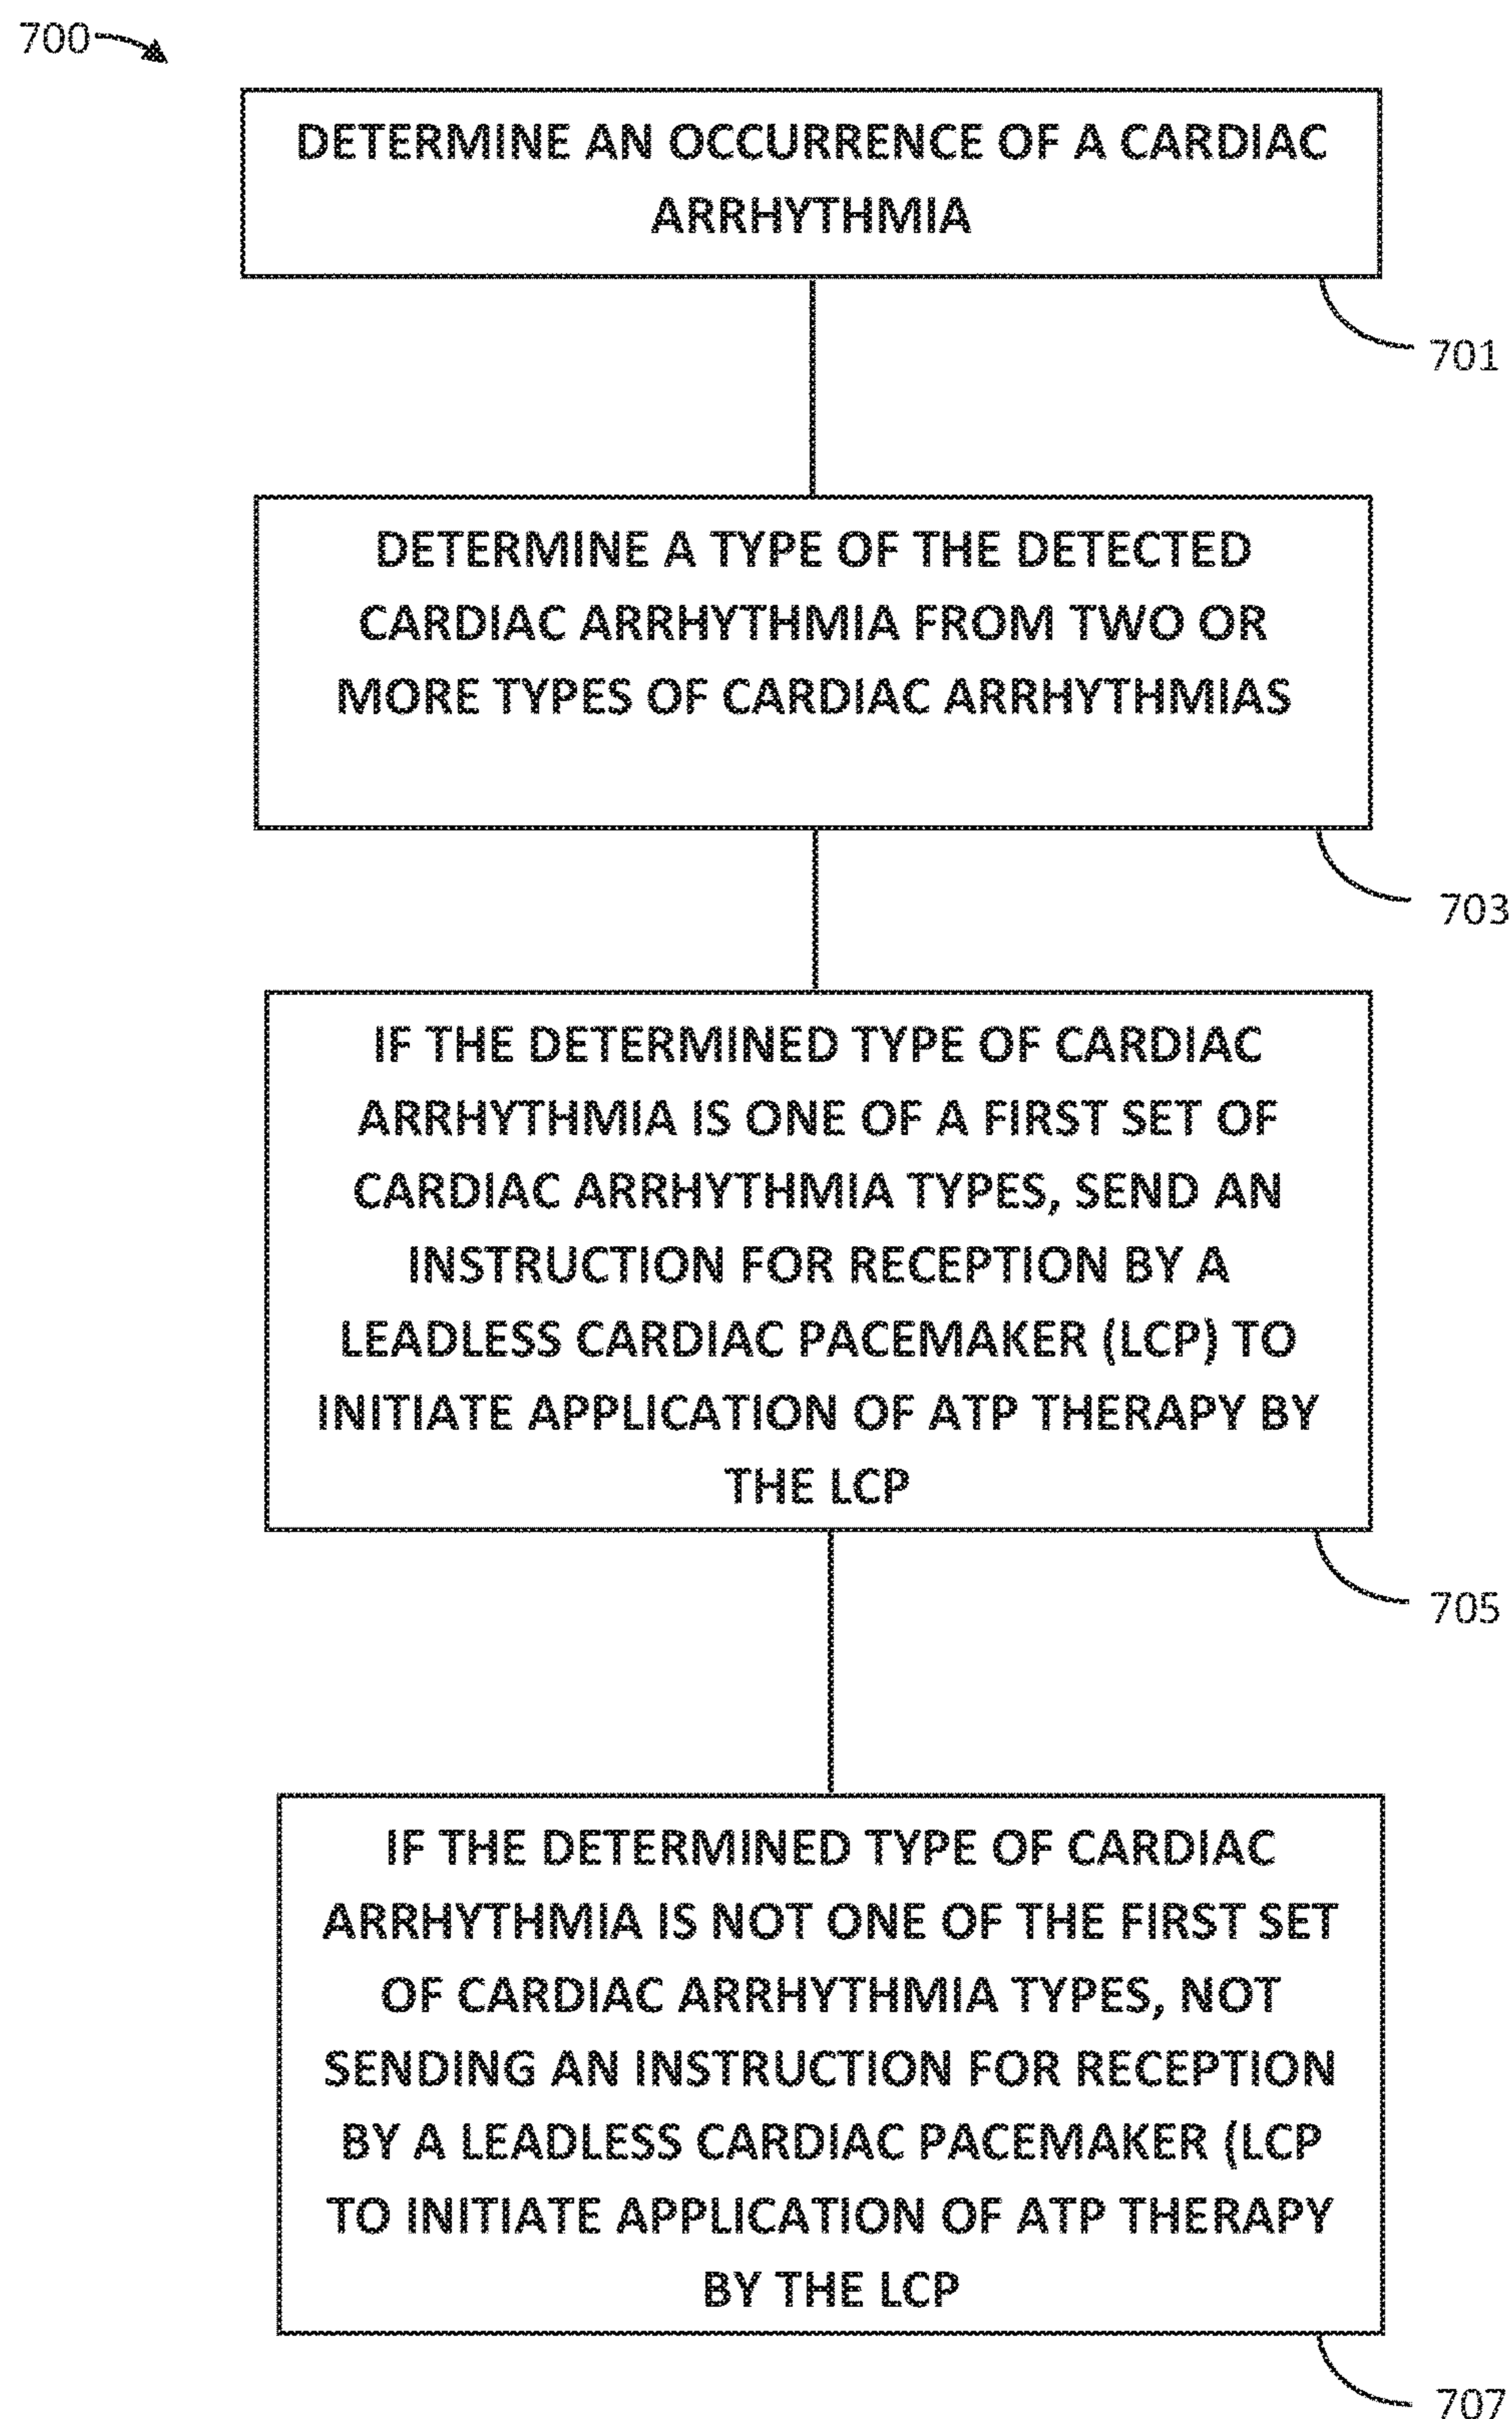 700
DETERMINE AN OCCURRENCE OF A CARDIAC
ARRHYTHMIA
701
DETERMINE A TYPE OF THE DETECTED
CARDIAC ARRHYTHMIA FROM TWO OR
MORE TYPES OF CARDIAC ARRHYTHMIAS
703
IF THE DETERMINED TYPE OF CARDIAC
ARRHYTHMIA IS ONE OF A FIRST SET OF
CARDIAC ARRHYTHMIA TYPES, SEND AN
INSTRUCTION FOR RECEPTION BY A
LEADLESS CARDIAC PACEMAKER (LCP) TO
INITIATE APPLICATION OF ATP THERAPY BY
THE LCP
705
IF THE DETERMINED TYPE OF CARDIAC
ARRHYTHMIA IS NOT ONE OF THE FIRST SET
OF CARDIAC ARRHYTHMIA TYPES, NOT
SENDING AN INSTRUCTION FOR RECEPTION
BY A LEADLESS CARDIAC PACEMAKER (LCP
TO INITIATE APPLICATION OF ATP THERAPY
BY THE LCP
707